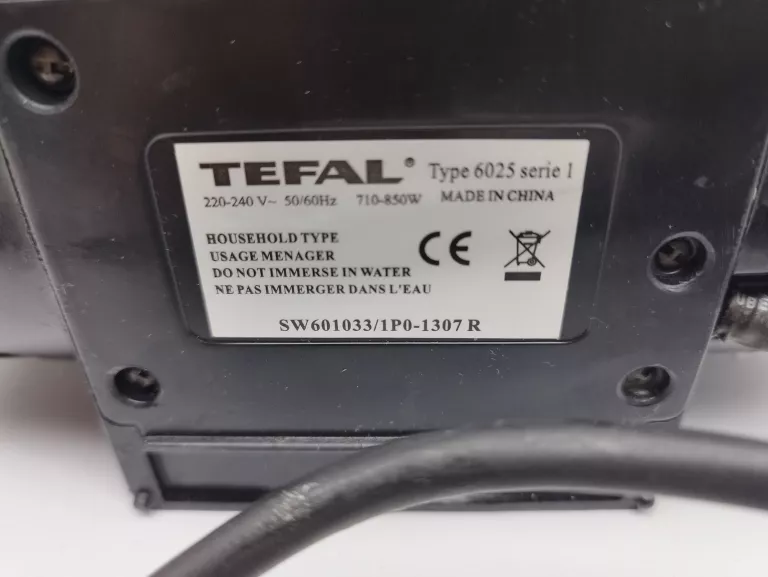 TEFAL® Type 6025 serie 1
220-240 V~ 50/60Hz 710-850W MADE IN CHINA
HOUSEHOLD TYPE
USAGE MENAGER
DO NOT IMMERSE IN WATER
NE PAS IMMERGER DANS L'EAU
CE
SW601033/1P0-1307 R